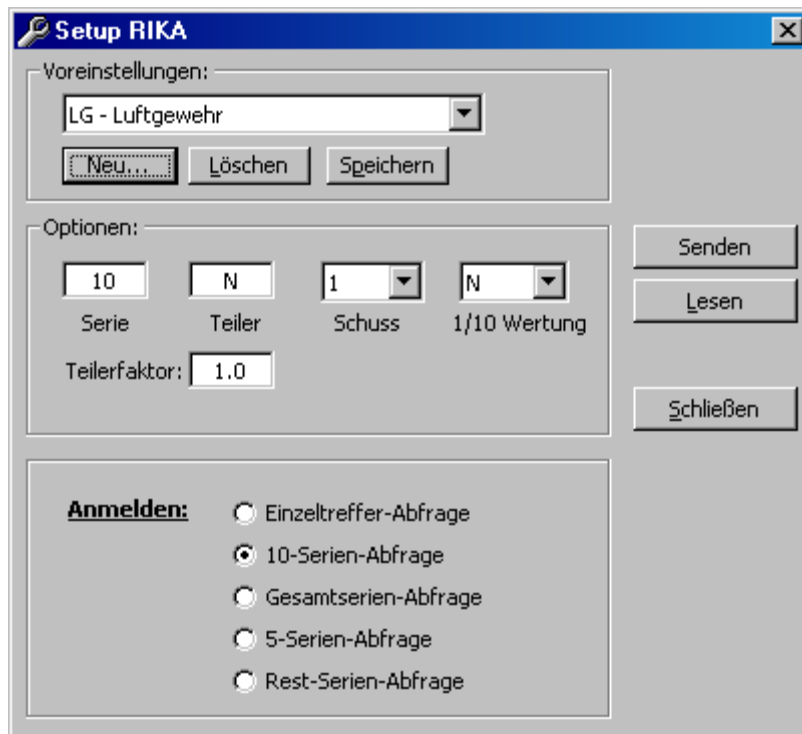 Setup RIKA
Voreinstellungen:
LG - Luftgewehr
Neu... Löschen Speichern
Optionen:
10 N 1 N
Serie Teiler Schuss 1/10 Wertung
Teilerfaktor: 1.0
Senden
Lesen
Schließen
Anmelden:
Einzeltreffer-Abfrage
10-Serien-Abfrage
Gesamtserien-Abfrage
5-Serien-Abfrage
Rest-Serien-Abfrage